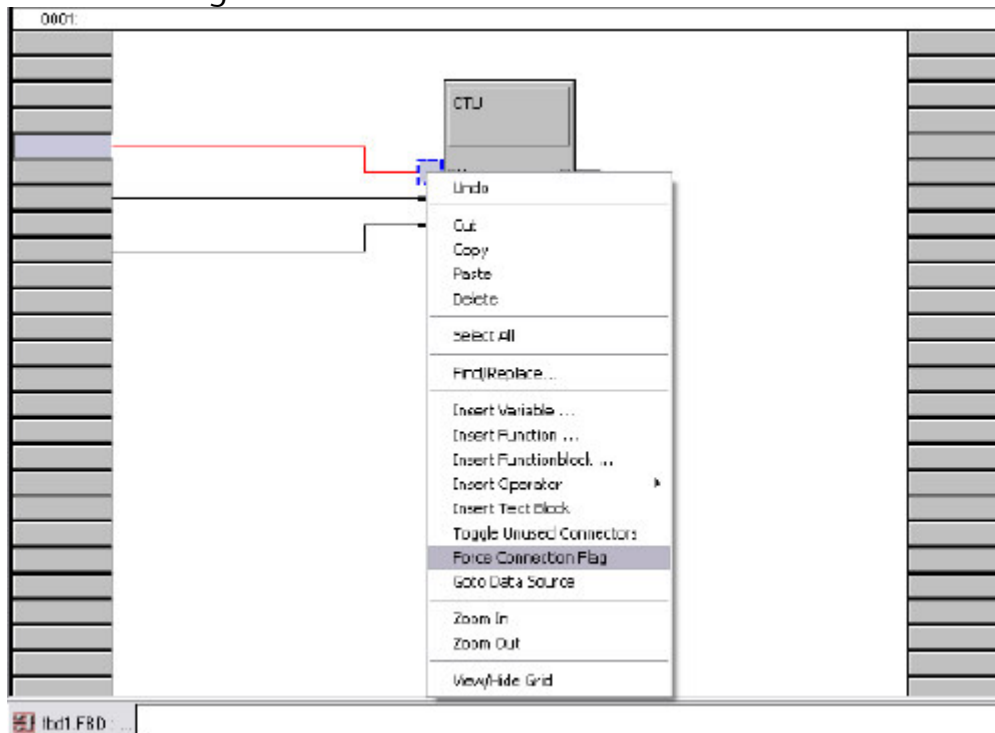 0001:
CTU
Undo
Cut
Copy
Paste
Delete
Select All
Find/Replace...
Insert Variable ...
Insert Function ...
Insert Functionblock ...
Insert Operator
Insert Text Block
Toggle Unused Connectors
Force Connection Flag
Goto Data Source
Zoom In
Zoom Out
View/Hide Grid
fbd1.FBD : ...